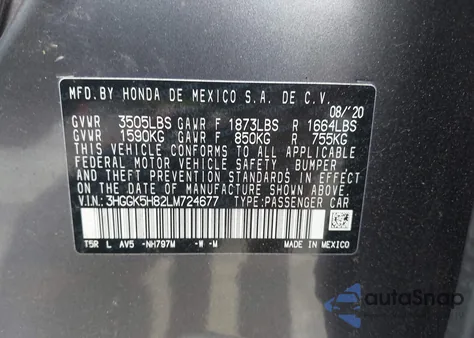 MFD.BY HONDA DE MEXICO S.A. DE C.V.
08/'20
GVWR 3505LBS GAWR F 1873LBS R 1664LBS
GVWR 1590KG GAWR F 850KG R 755KG
THIS VEHICLE CONFORMS TO ALL APPLICABLE
FEDERAL MOTOR VEHICLE SAFETY, BUMPER
AND THEFT PREVENTION STANDARDS IN EFFECT
ON THE DATE OF MANUFACTURE SHOWN ABOVE.
V.I.N.: 3HGGK5H82LM724677 TYPE:PASSENGER CAR
T5R L AV5 -NH797M -W -M MADE IN MEXICO
autoSnap